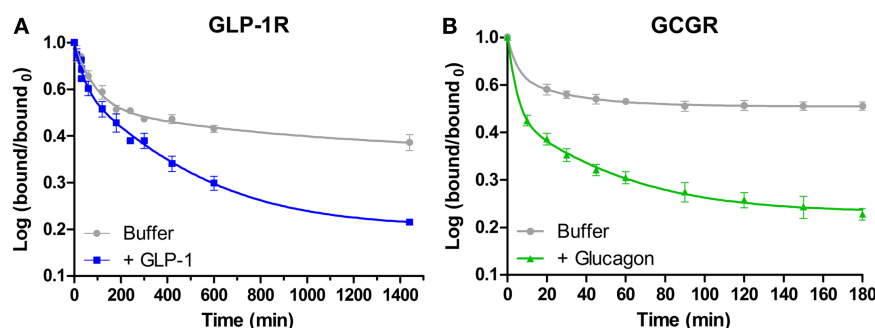 A
GLP-1R
Log (bound/bound 0)
1.0
0.6
0.4
0.3
0.2
0.1
Buffer
+ GLP-1
0 200 400 600 800 1000 1200 1400
Time (min)
B
GCGR
Log (bound/bound 0)
1.0
0.6
0.4
0.3
0.2
0.1
Buffer
+ Glucagon
0 20 40 60 80 100 120 140 160 180
Time (min)